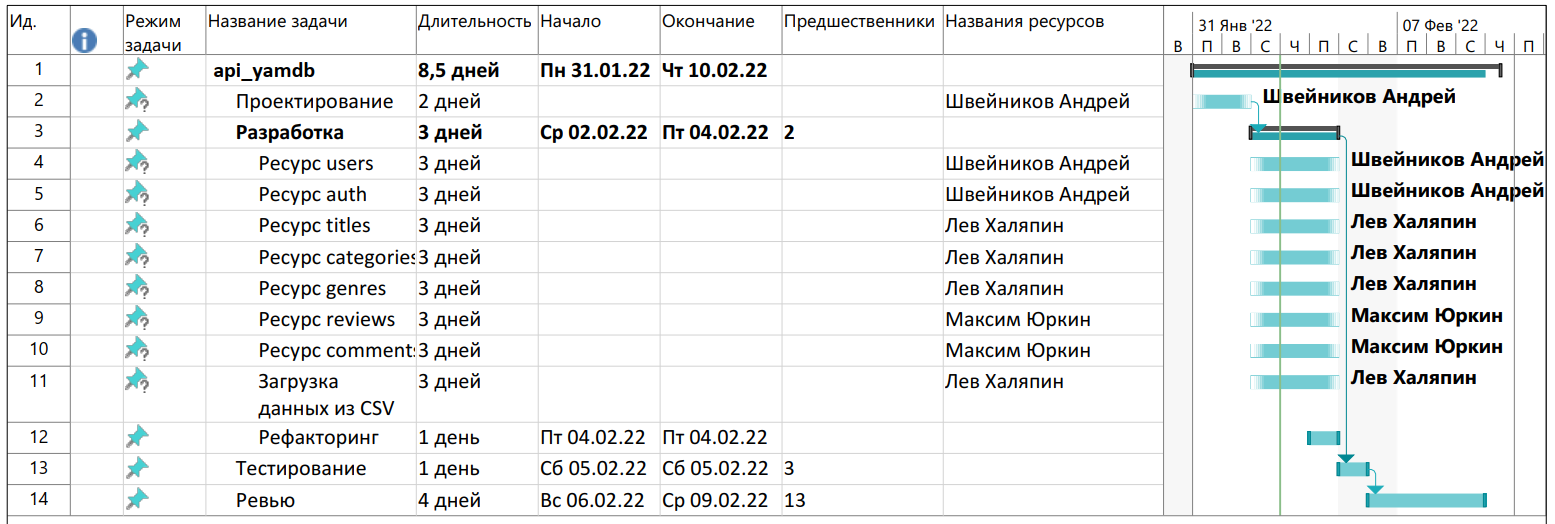 Ид. Режим задачи Название задачи Длительность Начало Окончание Предшественники Названия ресурсов 31 Янв '22 07 Фев '22
В П В С Ч П С В П В С Ч П
1 api_yamdb 8,5 дней Пн 31.01.22 Чт 10.02.22
2 Проектирование 2 дней Швейников Андрей Швейников Андрей
3 Разработка 3 дней Ср 02.02.22 Пт 04.02.22 2
4 Ресурс users 3 дней Швейников Андрей Швейников Андрей
5 Ресурс auth 3 дней Швейников Андрей Швейников Андрей
6 Ресурс titles 3 дней Лев Халяпин Лев Халяпин
7 Ресурс categories 3 дней Лев Халяпин Лев Халяпин
8 Ресурс genres 3 дней Лев Халяпин Лев Халяпин
9 Ресурс reviews 3 дней Максим Юркин Максим Юркин
10 Ресурс comments 3 дней Максим Юркин Максим Юркин
11 Загрузка 3 дней Лев Халяпин Лев Халяпин
данных из CSV
12 Рефакторинг 1 день Пт 04.02.22 Пт 04.02.22
13 Тестирование 1 день Сб 05.02.22 Сб 05.02.22 3
14 Ревью 4 дней Вс 06.02.22 Ср 09.02.22 13